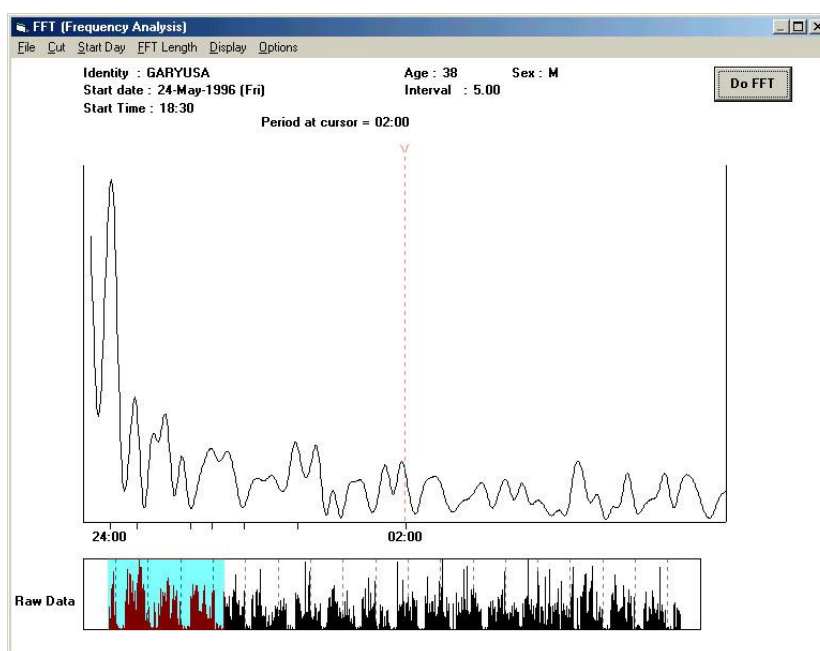 FFT (Frequency Analysis)
File Cut Start Day FFT Length Display Options
Identity : GARYUSA Age : 38 Sex : M
Start date : 24-May-1996 (Fri) Interval : 5.00
Do FFT
Start Time : 18:30
Period at cursor = 02:00
24:00 02:00
Raw Data